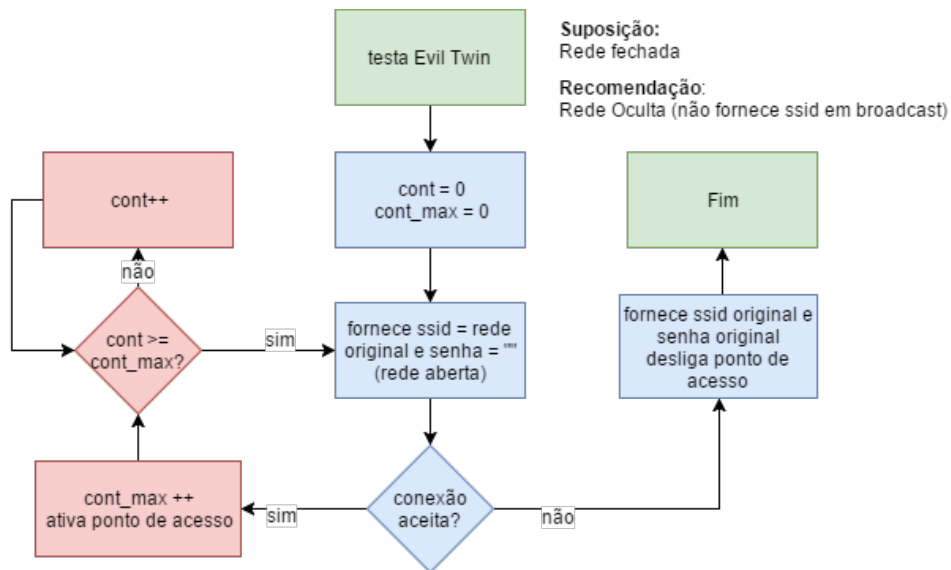 testa Evil Twin
Suposição:
Rede fechada
Recomendação:
Rede Oculta (não fornece ssid em broadcast)
cont++
cont = 0
cont_max = 0
Fim
não
cont >=
cont_max?
sim
fornece ssid = rede
original e senha = ""
(rede aberta)
fornece ssid original e
senha original
desliga ponto de
acesso
cont_max ++
ativa ponto de acesso
sim
conexão
aceita?
não